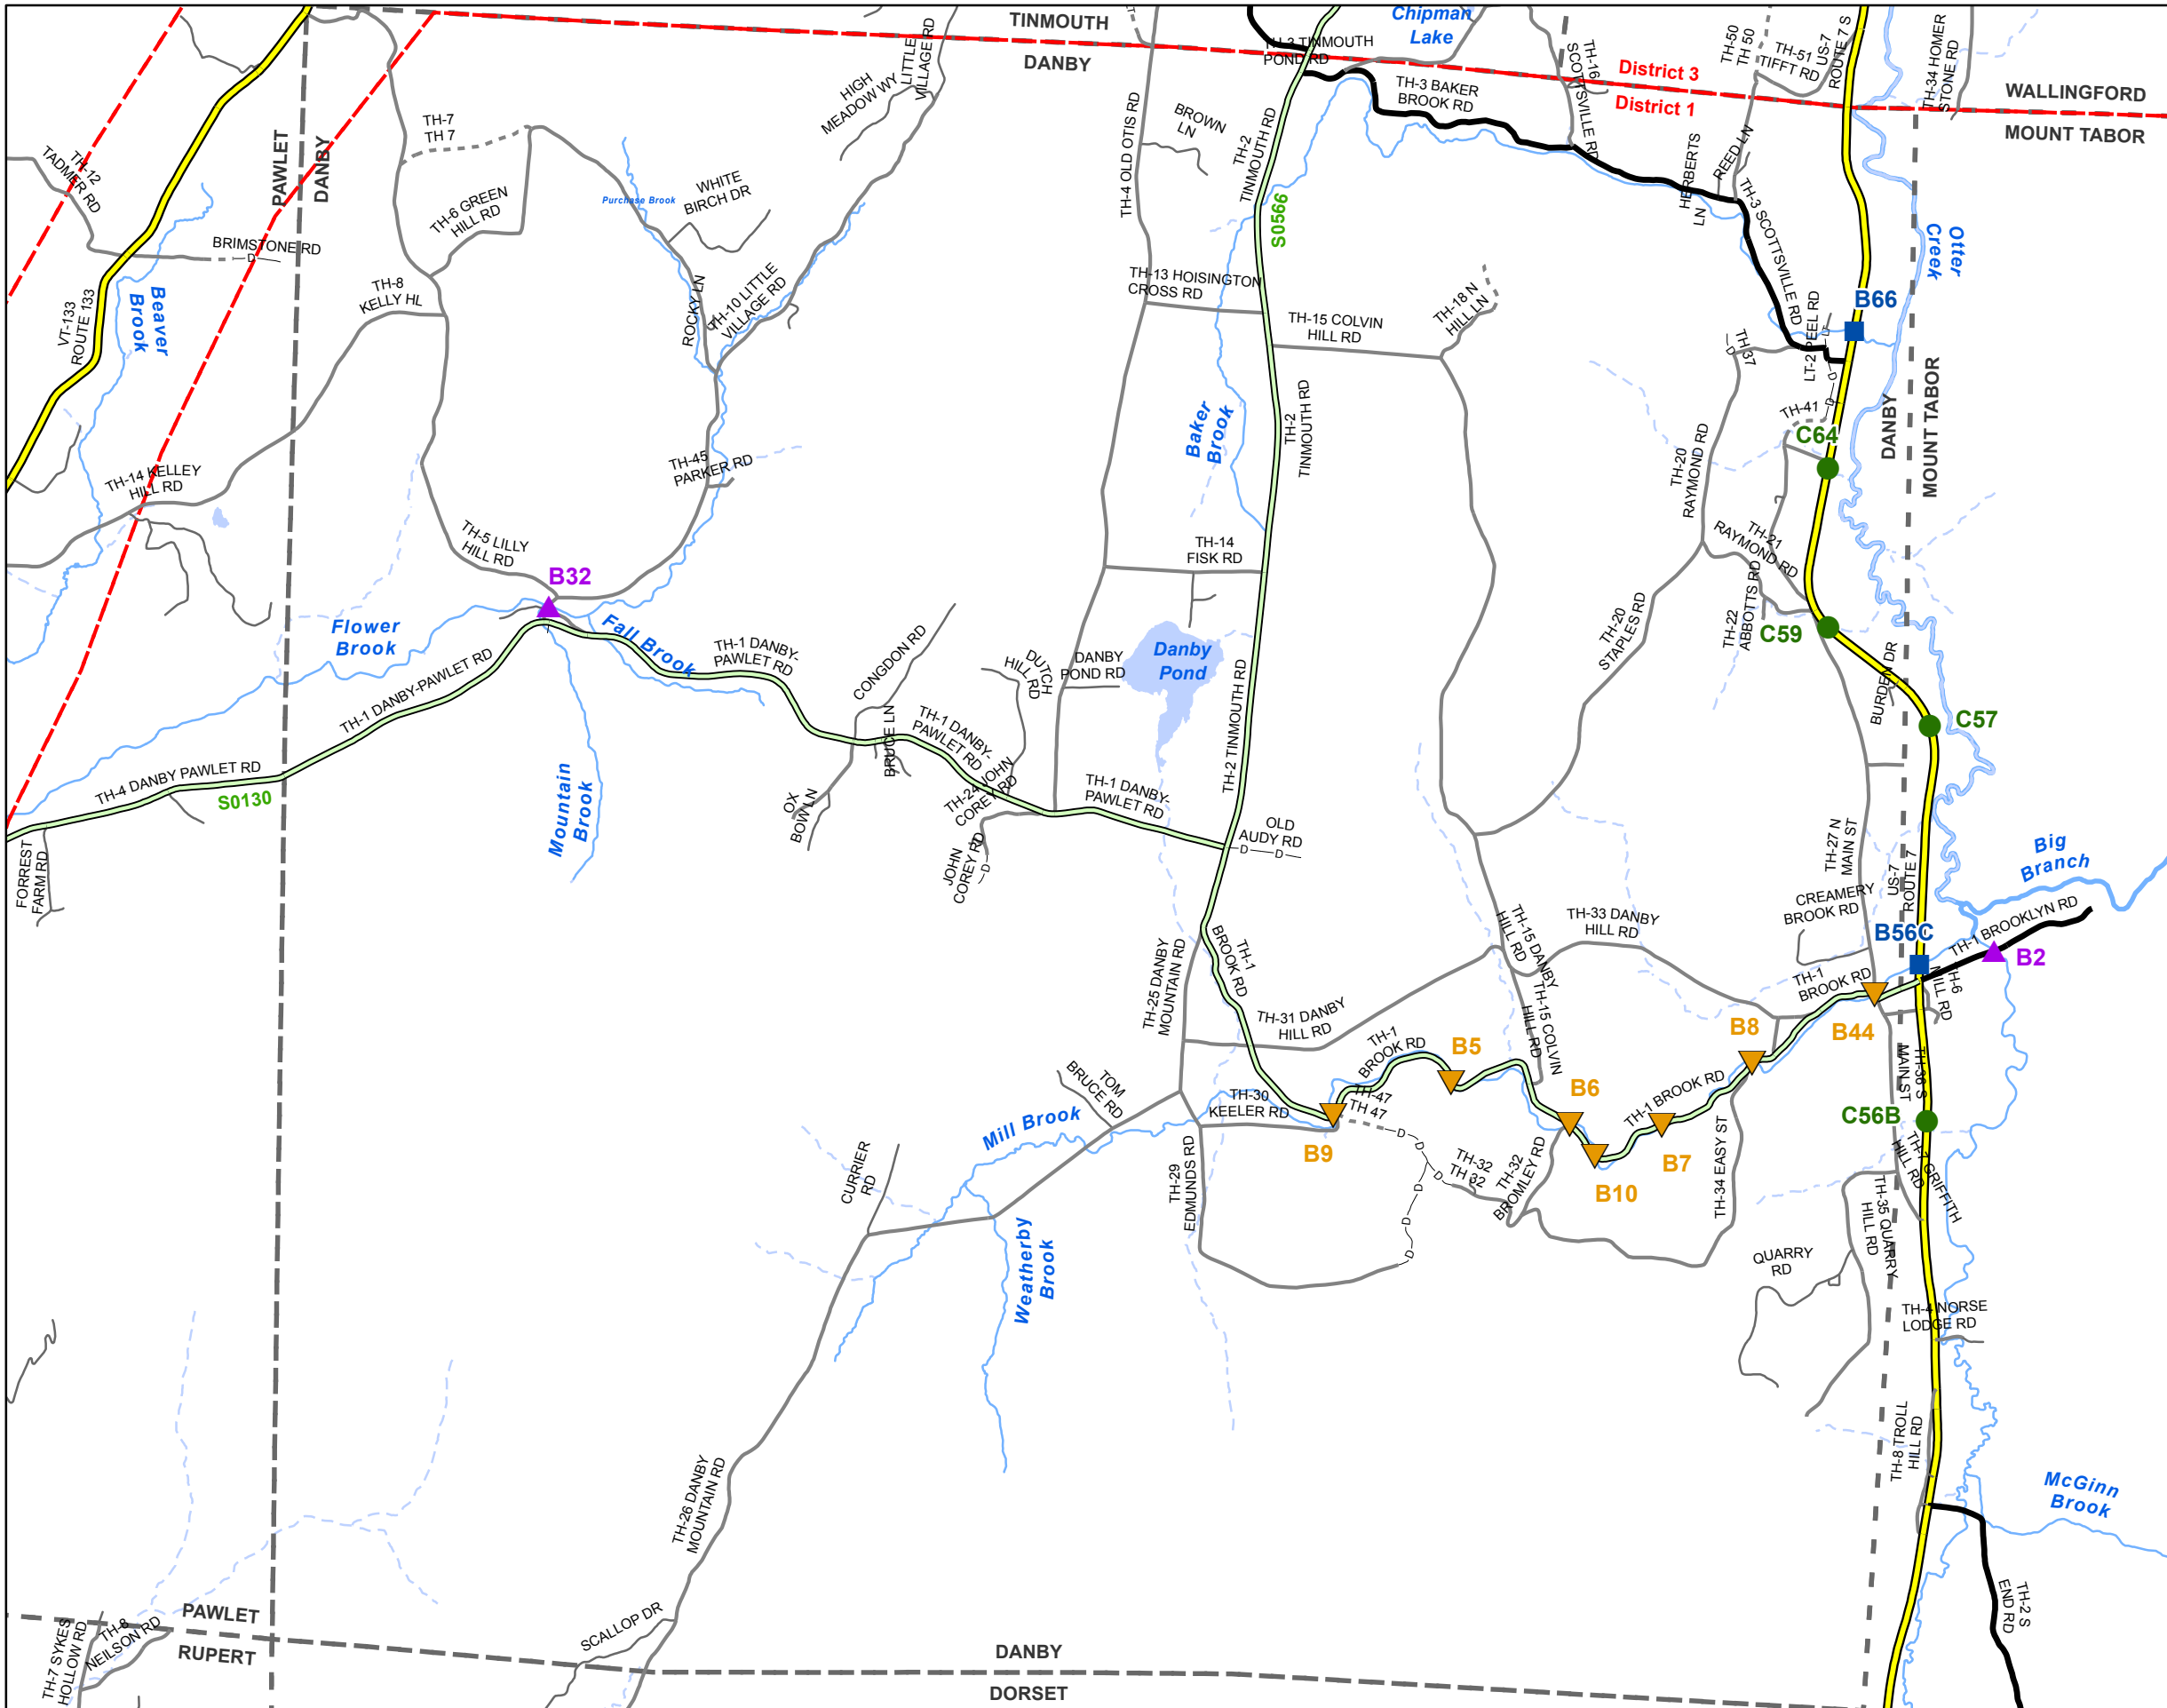 TINMOUTH
DANBY
Chipman
Lake
TH-3 TINMOUTH
POND RD
TH-3 BAKER
BROOK RD
TH-16
SCOTTSVILLE RD
District 3
District 1
TH-50
TH 50
TH-51
TIFFT RD
US-7
ROUTE 7 S
TH-34 HOMER
STONE RD
WALLINGFORD
MOUNT TABOR
LITTLE
VILLAGE RD
HIGH
MEADOW WY
TH-7
TH 7
PAWLET
DANBY
TH-12
TADMER RD
BRIMSTONE RD
D
TH-6 GREEN
HILL RD
Purchase Brook
WHITE
BIRCH DR
LT
TH-4 OLD OTIS RD
BROWN
LN
TH-2
TINMOUTH RD
S0566
HERBERTS
LN
REED LN
TH-3 SCOTTSVILLE RD
Otter
Creek
VT-133
ROUTE 133
Beaver
Brook
TH-8
KELLY HL
ROCKY LN
TH-10 LITTLE
VILLAGE RD
TH-13 HOISINGTON
CROSS RD
TH-15 COLVIN
HILL RD
TH-18 N
HILL LN
B66
LT-2 PEEL RD
LT
D
TH-37
D
D
TH-41
C64
DANBY
MOUNT TABOR
Baker
Brook
TH-2
TINMOUTH RD
TH-14 KELLEY
HILL RD
TH-45
PARKER RD
TH-20
RAYMOND RD
TH-5 LILLY
HILL RD
TH-14
FISK RD
TH-21
RAYMOND RD
B32
Flower
Brook
Fall Brook
TH-1 DANBY-
PAWLET RD
CONGDON RD
DUTCH
HILL RD
DANBY
POND RD
Danby
Pond
TH-20
STAPLES RD
TH-22
ABBOTTS RD
C59
BURDEN DR
C57
TH-1 DANBY-PAWLET RD
TH-4 DANBY PAWLET RD
S0130
Mountain
Brook
BRUCE LN
TH-1 DANBY-
PAWLET RD
OX
BOW LN
TH-24 JOHN
COREY RD
TH-1 DANBY-
PAWLET RD
TH-2 TINMOUTH RD
OLD
AUDY RD
D
D
JOHN
COREY RD
D
FORREST
FARM RD
TH-27 N
MAIN ST
US-7
ROUTE 7
Big
Branch
CREAMERY
BROOK RD
B56C
TH-1 BROOKLYN RD
B2
TH-25 DANBY
MOUNTAIN RD
TH-1
BROOK RD
TH-15 DANBY
HILL RD
TH-33 DANBY
HILL RD
TH-1
BROOK RD
TH-6
HILL RD
B44
TH-31 DANBY
HILL RD
TH-15 COLVIN
HILL RD
TH-1
BROOK RD
B5
B8
TH-36 S
MAIN ST
TOM
BRUCE RD
TH-30
KEELER RD
TH-47
TH 47
B6
TH-1 BROOK RD
C56B
Mill Brook
B9
D
D
D
D
D
D
TH-32
TH 32
TH-32
BROMLEY RD
B10
B7
TH-34 EASY ST
TH-7 GRIFFITH
HILL RD
CURRIER
RD
TH-29
EDMUNDS RD
Weatherby
Brook
TH-35 QUARRY
HILL RD
QUARRY
RD
TH-4 NORSE
LODGE RD
TH-8 TROLL
HILL RD
McGinn
Brook
TH-26 DANBY
MOUNTAIN RD
TH-2 S
END RD
PAWLET
RUPERT
TH-7 SYKES
HOLLOW RD
TH-8
NEILSON RD
SCALLOP DR
DANBY
DORSET